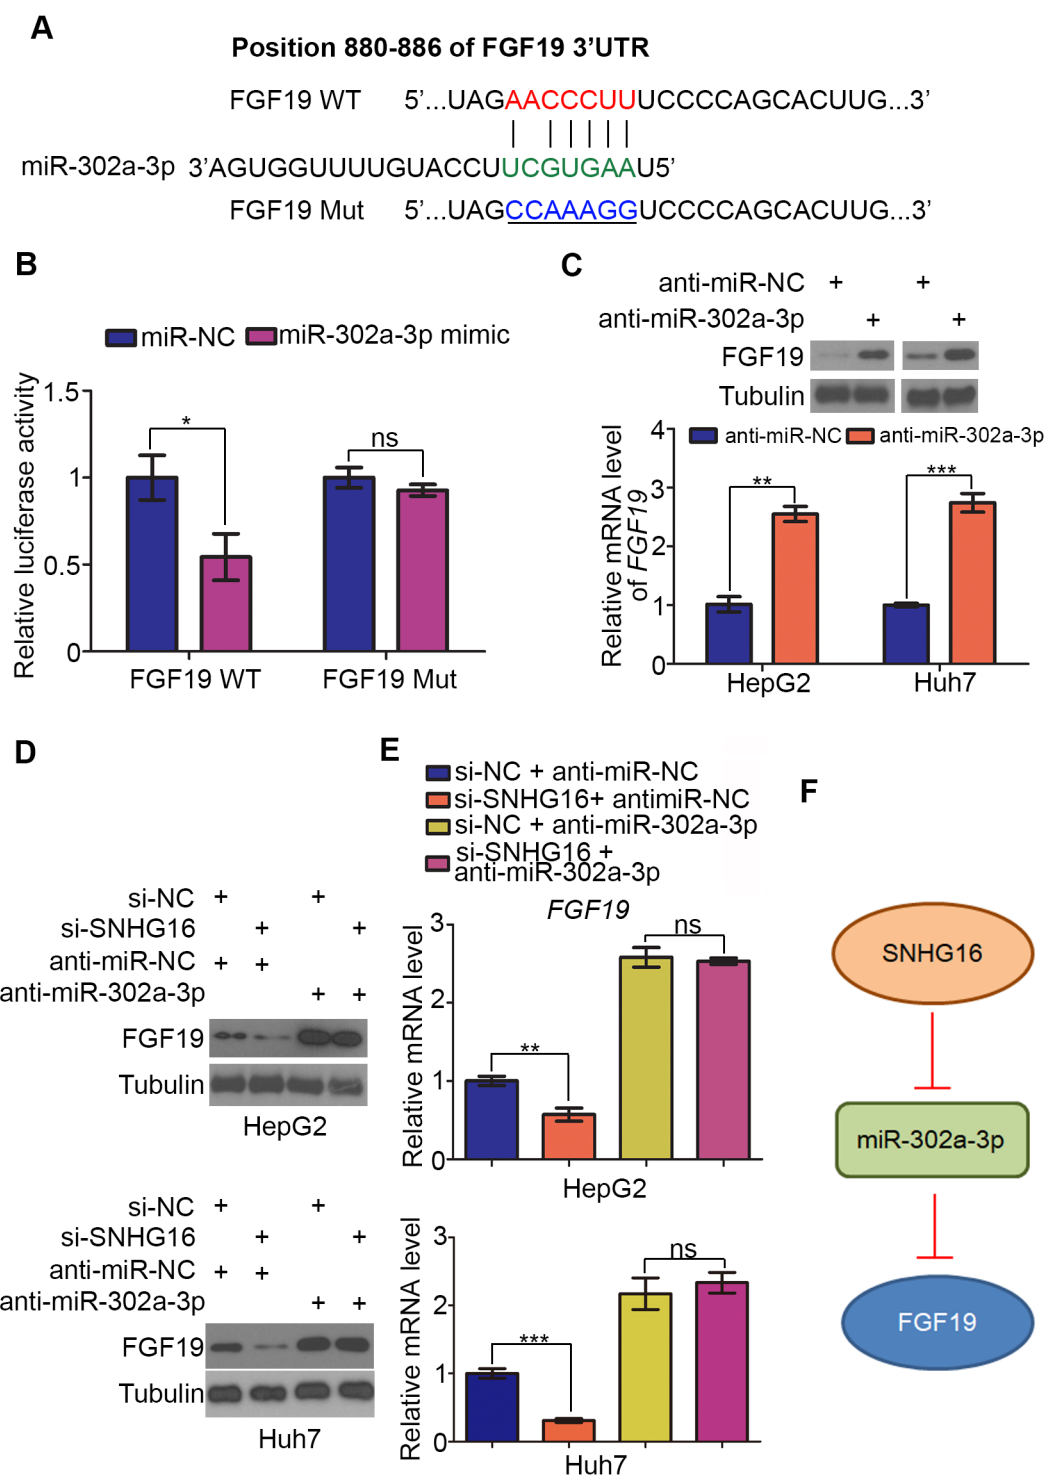 A
Position 880-886 of FGF19 3’UTR
FGF19 WT 5’...UAGAACCCUUUCCCCAGCACUUG...3’
miR-302a-3p 3’AGUGGUUUUGUACCUUCGUGAAU5’
FGF19 Mut 5’...UAGCCAAAGGUCCCCAGCACUUG...3’
B
miR-NC miR-302a-3p mimic
Relative luciferase activity
1.5
1
0.5
0
*
ns
FGF19 WT FGF19 Mut
C
anti-miR-NC + +
anti-miR-302a-3p + +
FGF19
Tubulin
anti-miR-NC anti-miR-302a-3p
Relative mRNA level
of FGF19
4
3
2
1
0
**
***
HepG2 Huh7
D
si-NC + +
si-SNHG16 + +
anti-miR-NC + +
anti-miR-302a-3p + +
FGF19
Tubulin
HepG2
si-NC + +
si-SNHG16 + +
anti-miR-NC + +
anti-miR-302a-3p + +
FGF19
Tubulin
Huh7
E
si-NC + anti-miR-NC
si-SNHG16+ antimiR-NC
si-NC + anti-miR-302a-3p
si-SNHG16 +
anti-miR-302a-3p
FGF19
Relative mRNA level
3
2
1
0
**
ns
HepG2
Relative mRNA level
3
2
1
0
***
ns
Huh7
F
SNHG16
miR-302a-3p
FGF19